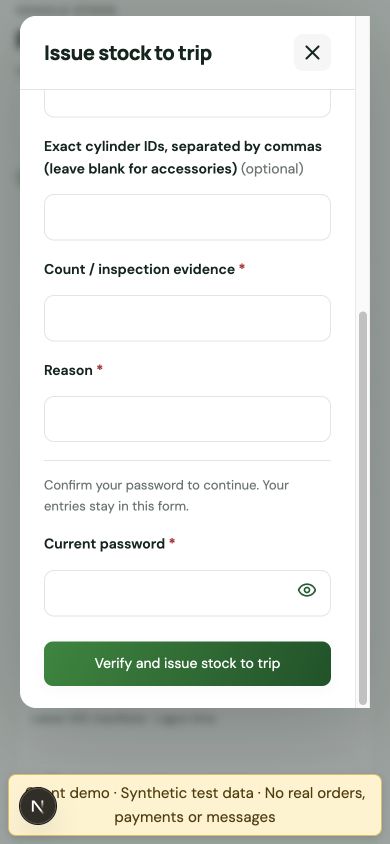 Issue stock to trip
Exact cylinder IDs, separated by commas
(leave blank for accessories) (optional)
Count / inspection evidence *
Reason *
Confirm your password to continue. Your
entries stay in this form.
Current password *
Verify and issue stock to trip
demo · Synthetic test data · No real orders,
payments or messages
N